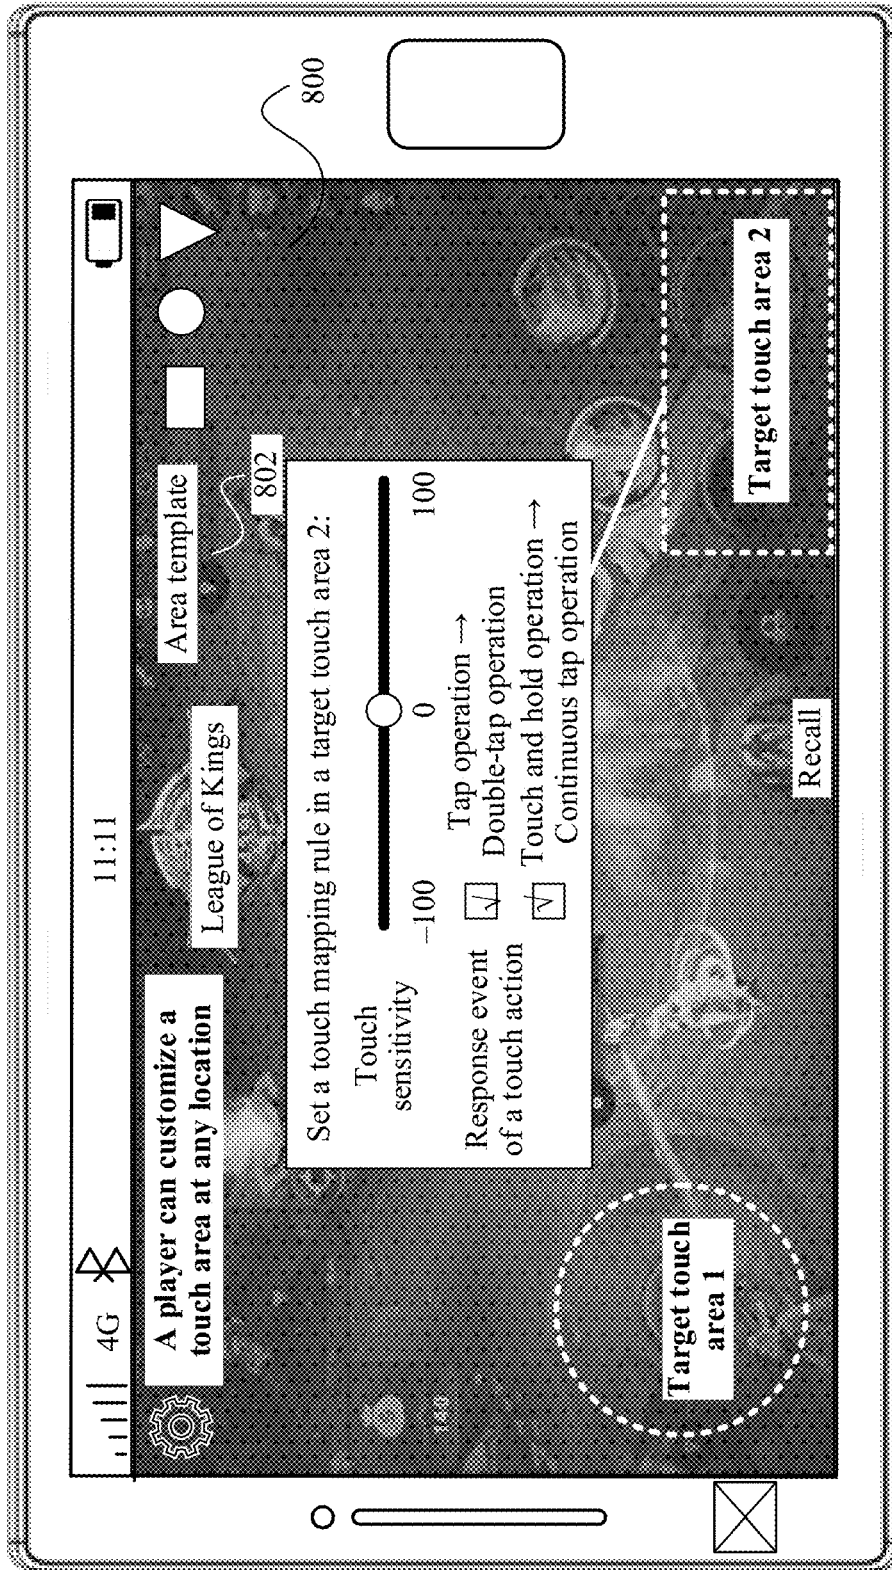 4G
11:11
A player can customize a
touch area at any location
League of Kings
Area template
802
800
Set a touch mapping rule in a target touch area 2:
Touch
sensitivity
–100
0
100
Response event
of a touch action
√
Tap operation →
Double-tap operation
√
Touch and hold operation →
Continuous tap operation
Target touch
area 1
Recall
Target touch area 2